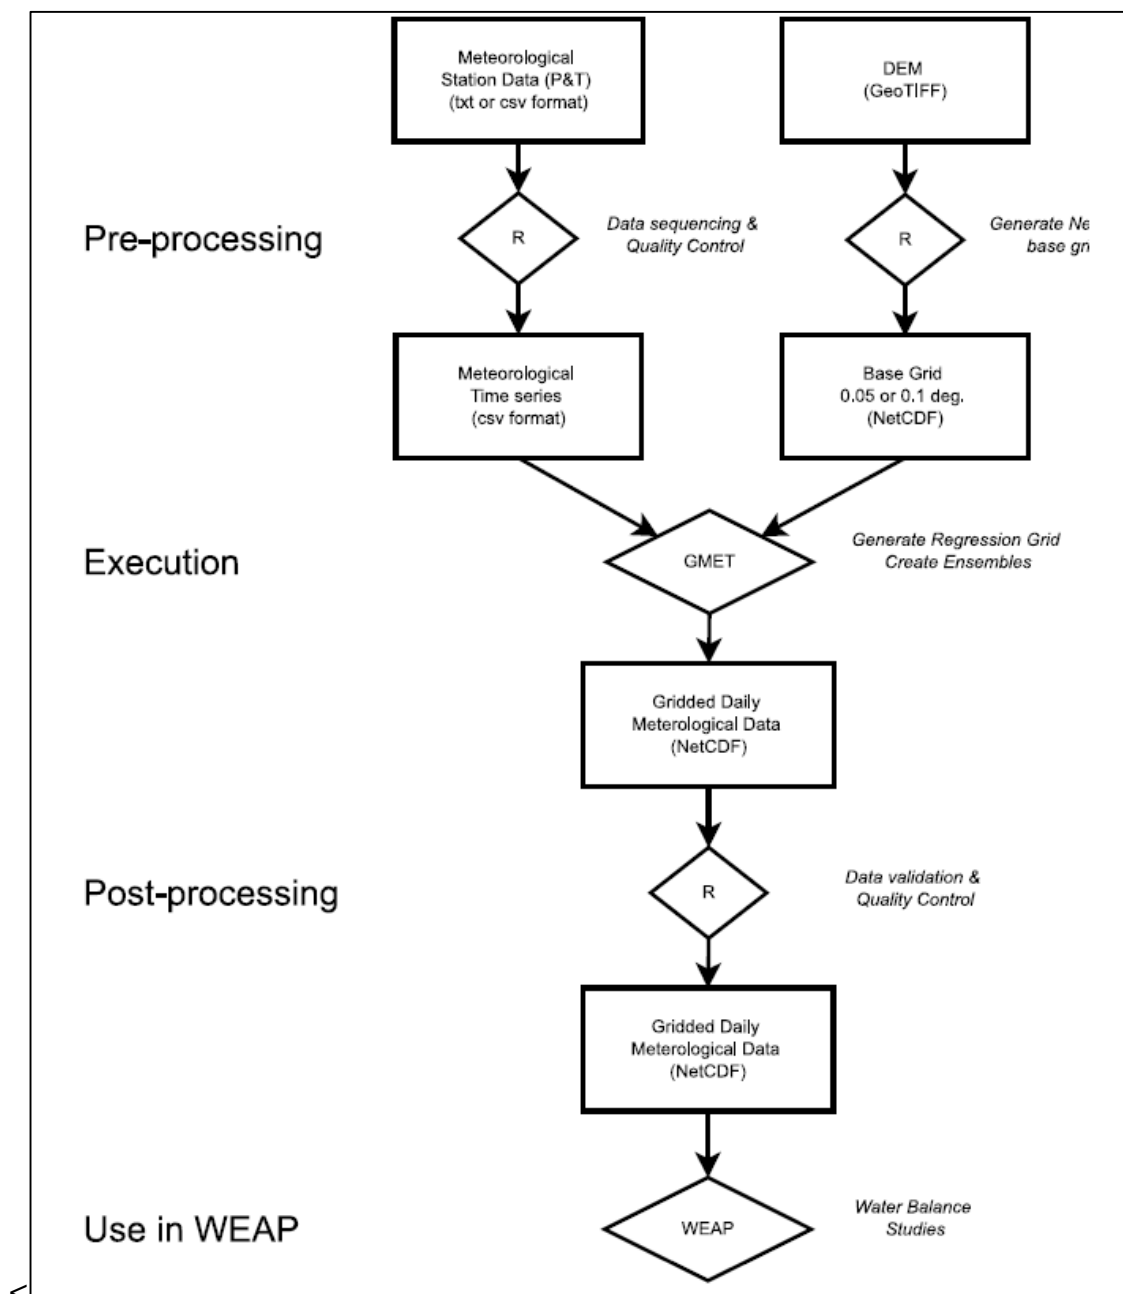 Meteorological
Station Data (P&T)
(txt or csv format)
DEM
(GeoTIFF)
Pre-processing
R
Data sequencing &
Quality Control
R
Generate Ne
base
Meteorological
Time series
(csv format)
Base Grid
0.05 or 0.1 deg.
(NetCDF)
Execution
GMET
Generate Regression Grid
Create Ensembles
Gridded Daily
Meterological Data
(NetCDF)
Post-processing
R
Data validation &
Quality Control
Gridded Daily
Meterological Data
(NetCDF)
Use in WEAP
WEAP
Water Balance
Studies
<